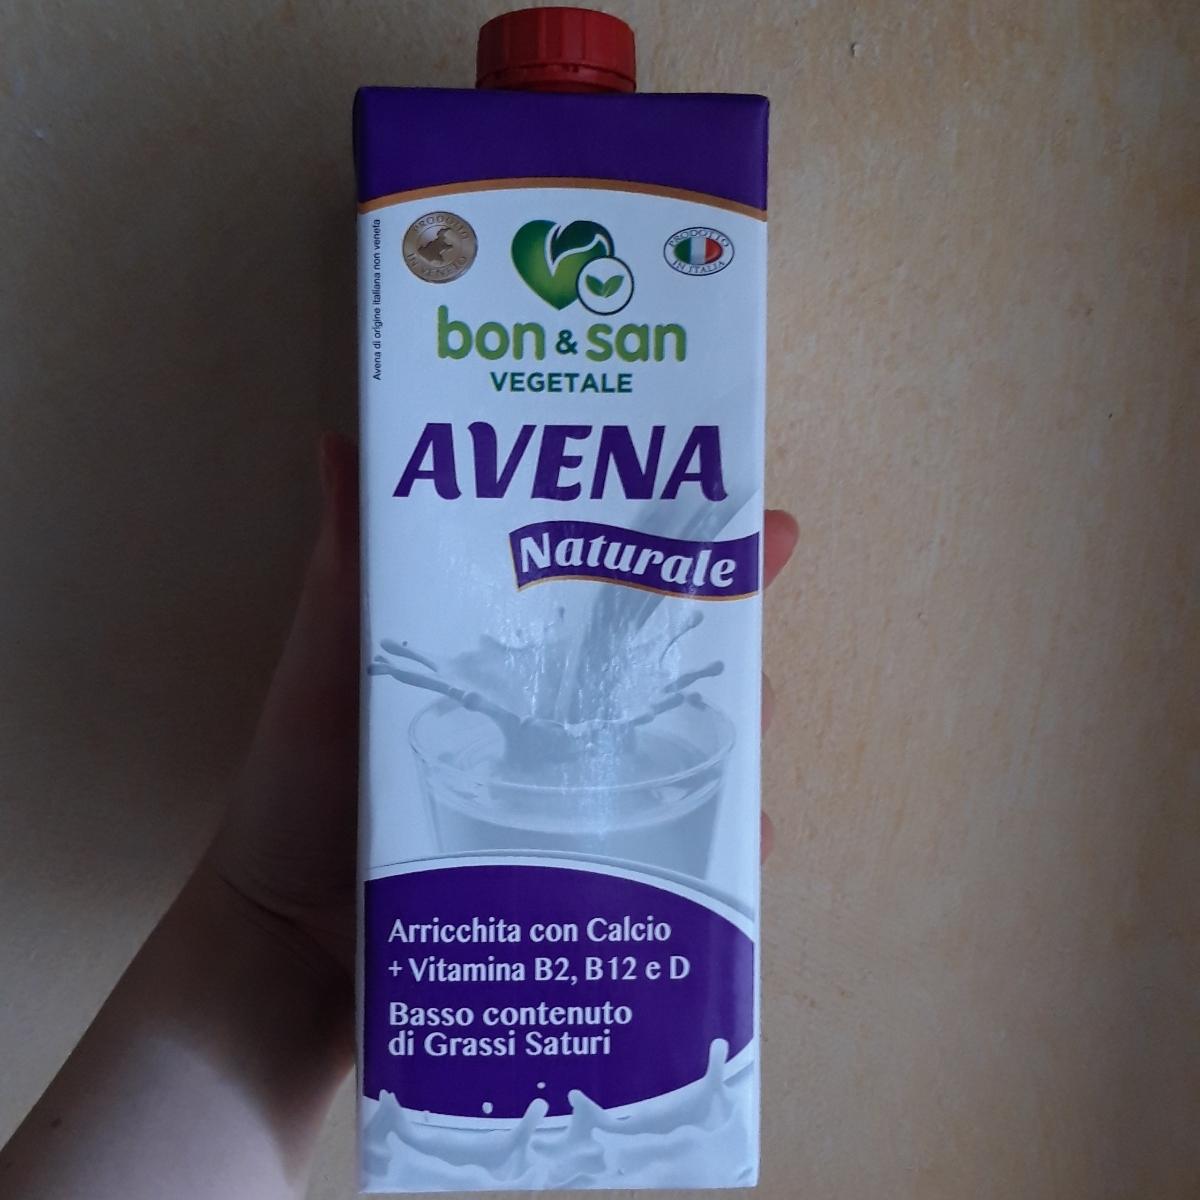 PRODOTTO
IN VENETO
PRODOTTO
IN ITALIA
Avena di origine italiana non veneta
bon & san
VEGETALE
AVENA
Naturale
Arricchita con Calcio
+ Vitamina B2, B12 e D
Basso contenuto
di Grassi Saturi